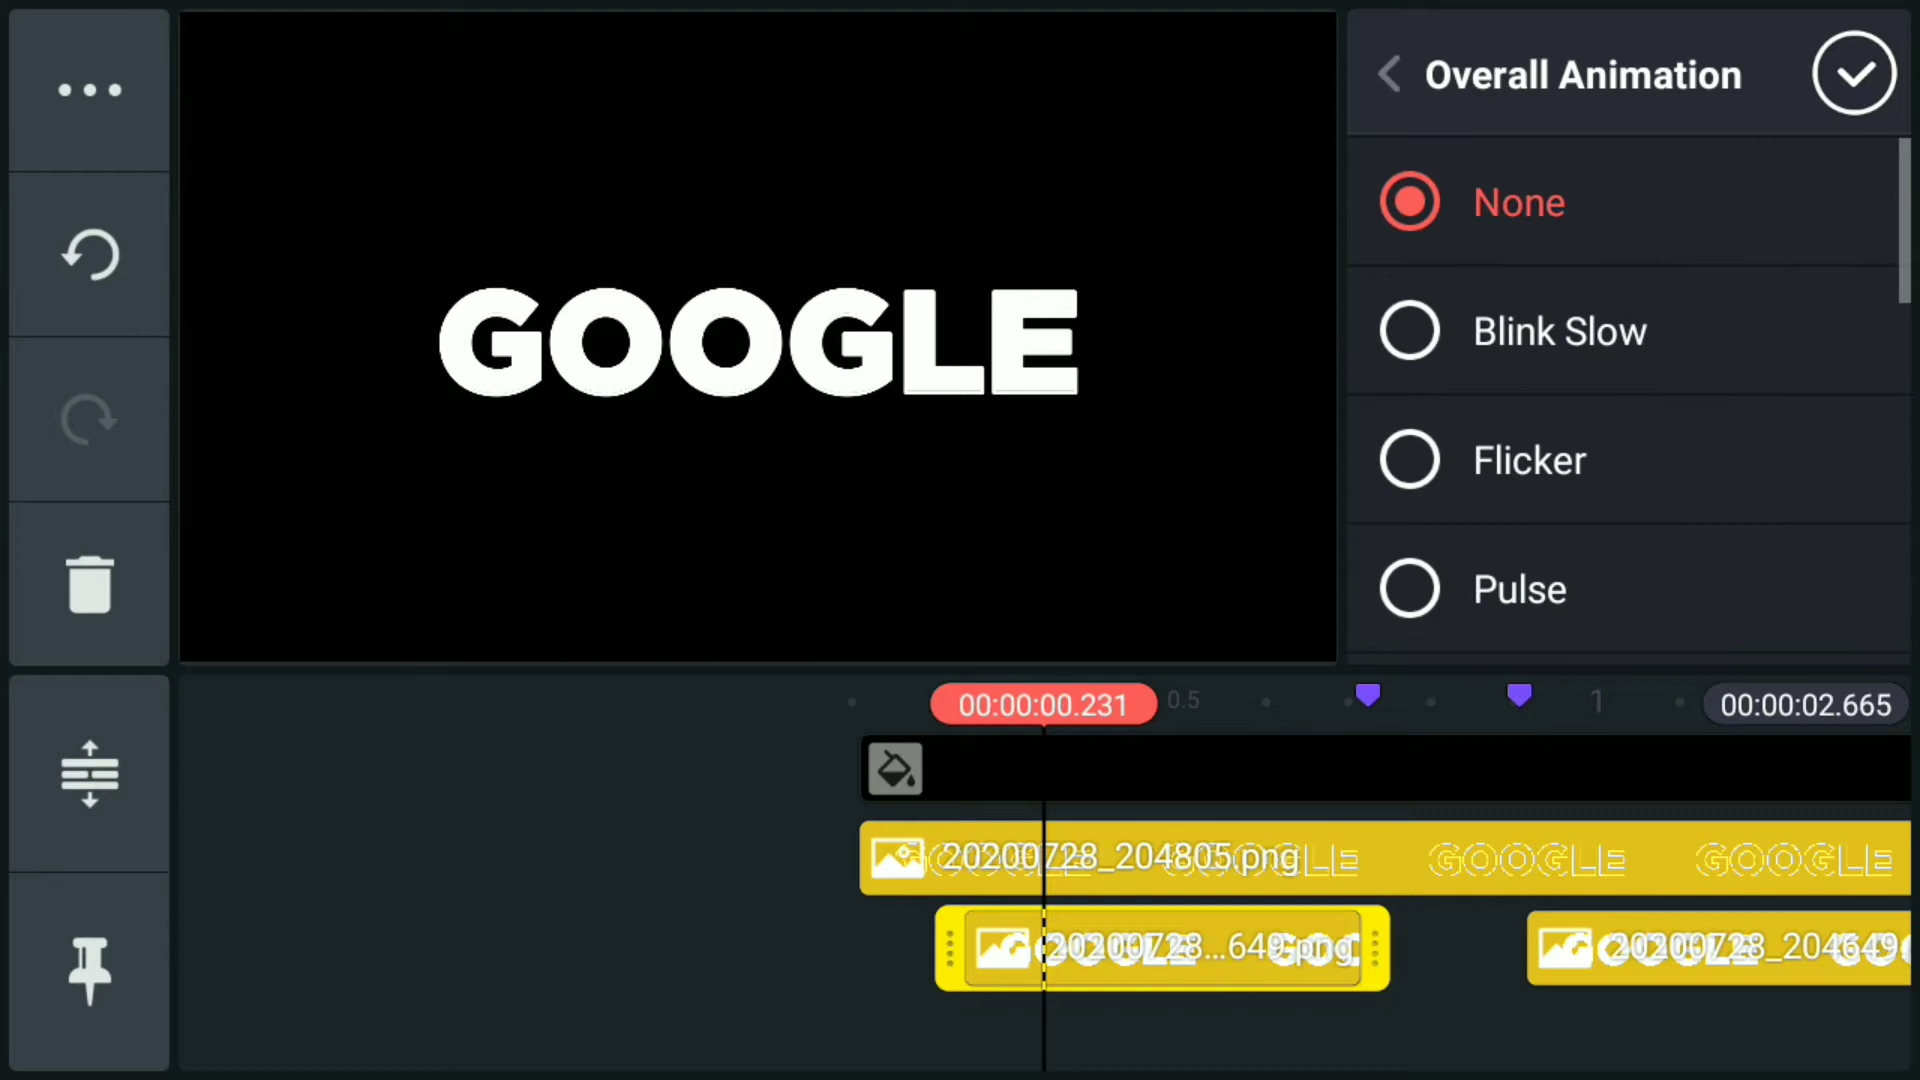 Overall Animation
None
GOOGLE
Blink Slow
Flicker
Pulse
00:00:00.231
0.5
1
00:00:02.665
20200728_204805.png
GOOGLE
GOOGLE
20200728...649.png
20200728_204649